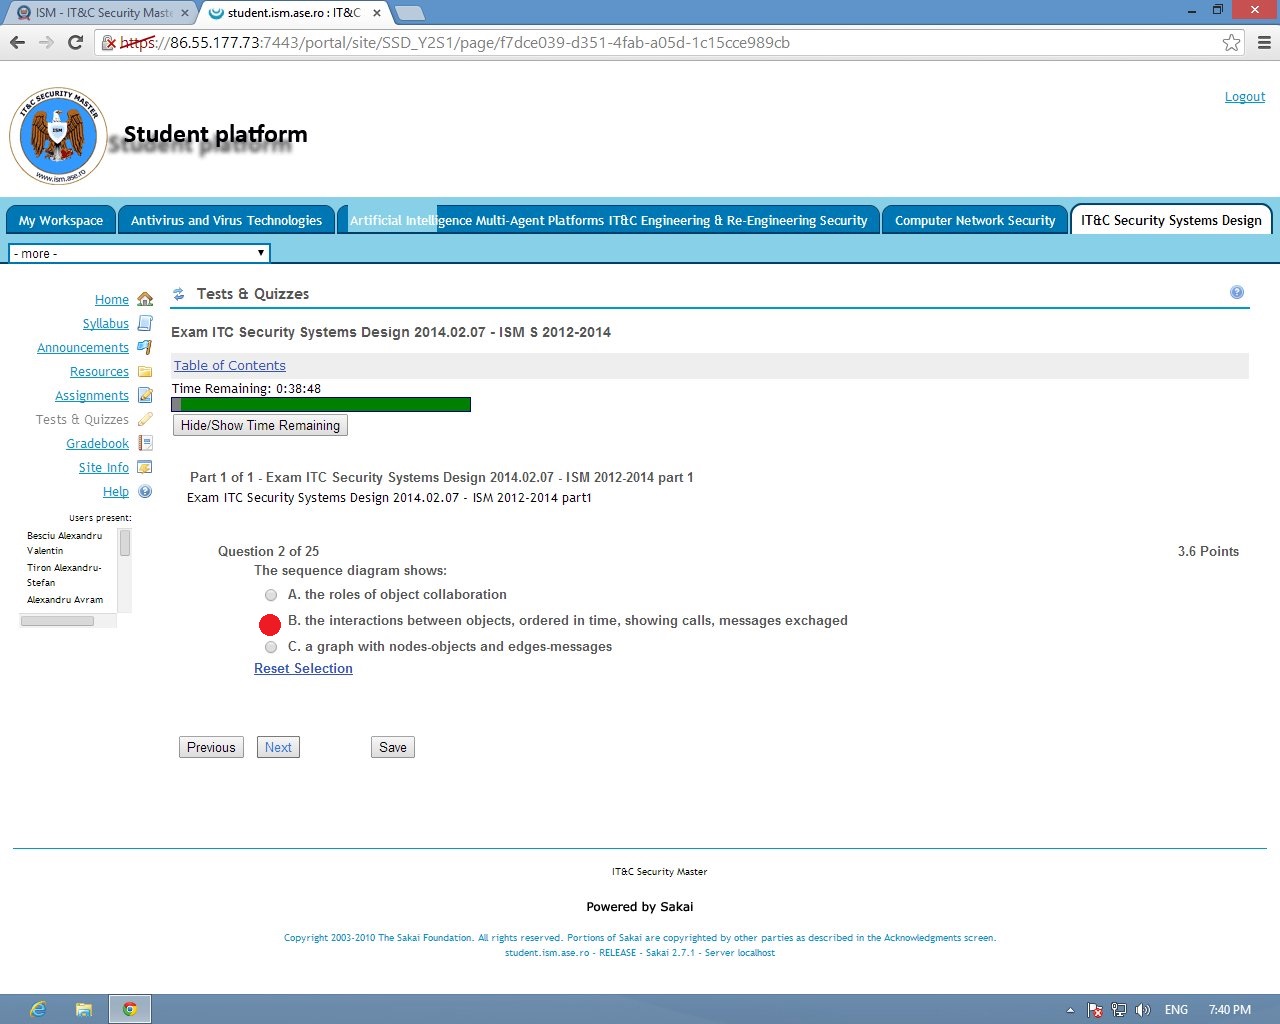 ISM - IT&C Security Maste
student.ism.ase.ro : IT&C
https://86.55.177.73:7443/portal/site/SSD_Y2S1/page/f7dce039-d351-4fab-a05d-1c15cce989cb
Logout
IT&C SECURITY MASTER
ISM
www.ism.ase.ro
Student platform
My Workspace
Antivirus and Virus Technologies
Artificial Intelligence Multi-Agent Platforms IT&C Engineering & Re-Engineering Security
Computer Network Security
IT&C Security Systems Design
- more -
Home
Syllabus
Announcements
Resources
Assignments
Tests & Quizzes
Gradebook
Site Info
Help
Users present:
Besciu Alexandru
Valentin
Tiron Alexandru-
Stefan
Alexandru Avram
Tests & Quizzes
Exam ITC Security Systems Design 2014.02.07 - ISM S 2012-2014
Table of Contents
Time Remaining: 0:38:48
Hide/Show Time Remaining
Part 1 of 1 - Exam ITC Security Systems Design 2014.02.07 - ISM 2012-2014 part 1
Exam ITC Security Systems Design 2014.02.07 - ISM 2012-2014 part1
Question 2 of 25
3.6 Points
The sequence diagram shows:
A. the roles of object collaboration
B. the interactions between objects, ordered in time, showing calls, messages exchaged
C. a graph with nodes-objects and edges-messages
Reset Selection
Previous
Next
Save
IT&C Security Master
Powered by Sakai
Copyright 2003-2010 The Sakai Foundation. All rights reserved. Portions of Sakai are copyrighted by other parties as described in the Acknowledgments screen.
student.ism.ase.ro - RELEASE - Sakai 2.7.1 - Server localhost
ENG
7:40 PM